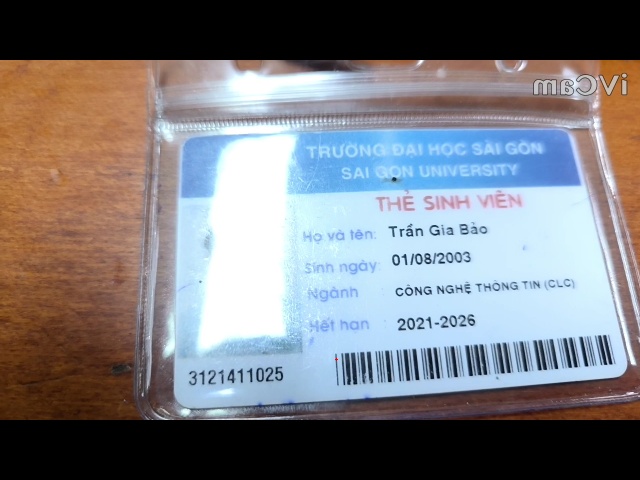 iVCam
TRƯỜNG ĐẠI HỌC SÀI GÒN
SAI GON UNIVERSITY
THẺ SINH VIÊN
Họ và tên: Trần Gia Bảo
Sinh ngày: 01/08/2003
Ngành CÔNG NGHỆ THÔNG TIN (CLC)
Hết hạn 2021-2026
3121411025